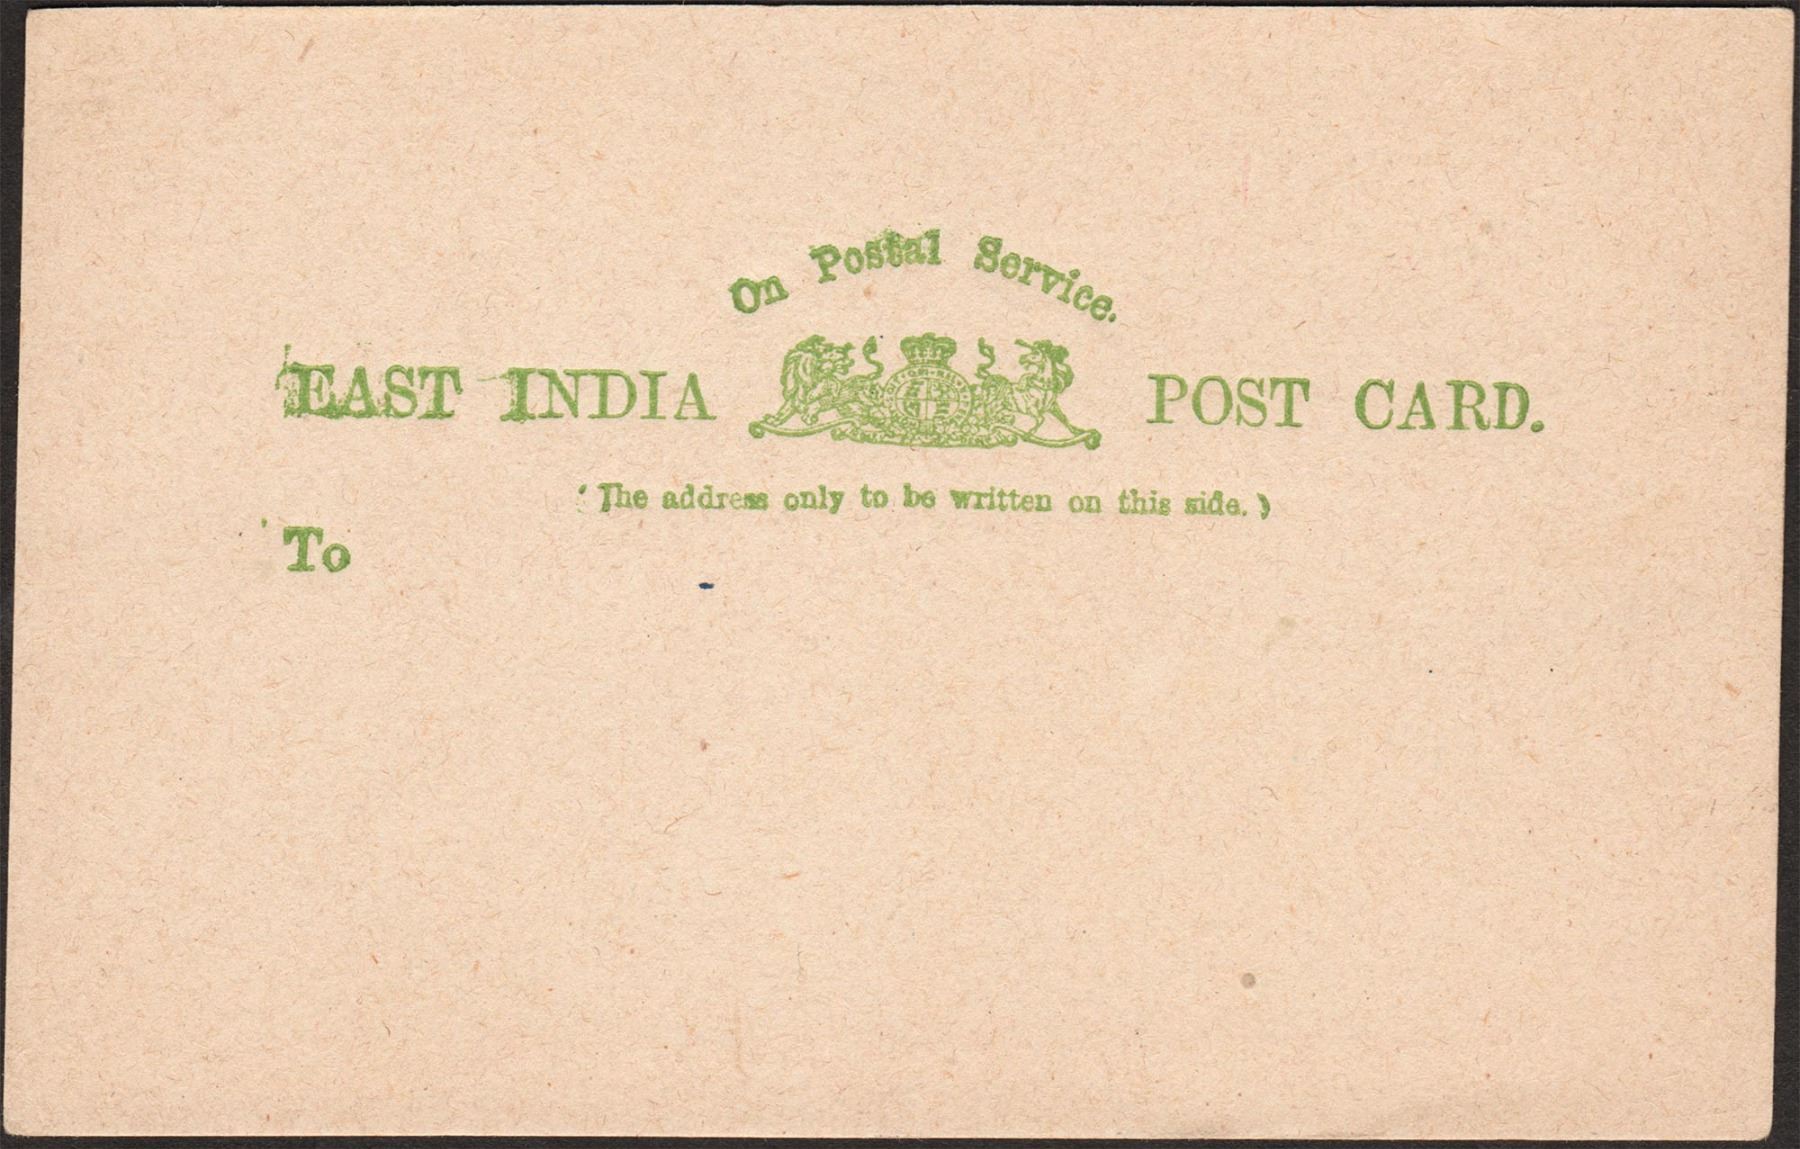 On Postal Service.
EAST INDIA POST CARD.
(The address only to be written on this side.)
To